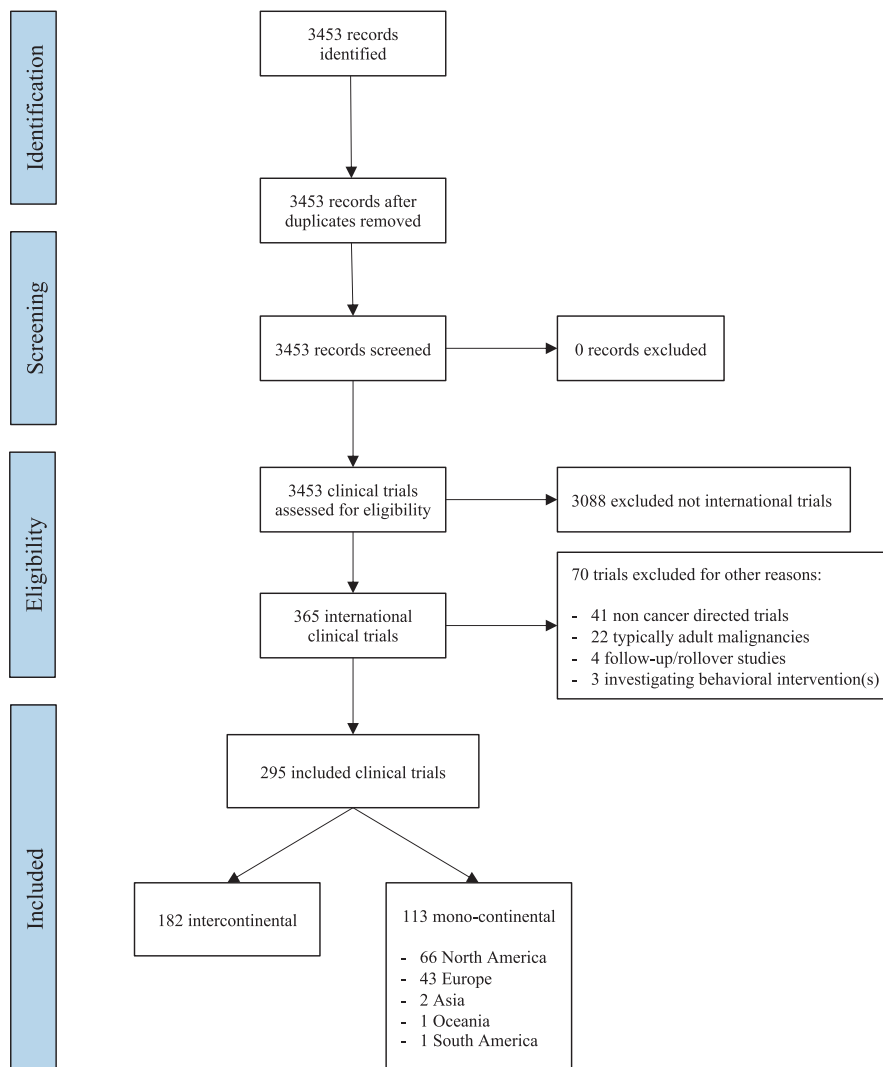 Identification
3453 records
identified
3453 records after
duplicates removed
Screening
3453 records screened
0 records excluded
Eligibility
3453 clinical trials
assessed for eligibility
3088 excluded not international trials
365 international
clinical trials
70 trials excluded for other reasons:
- 41 non cancer directed trials
- 22 typically adult malignancies
- 4 follow-up/rollover studies
- 3 investigating behavioral intervention(s)
Included
295 included clinical trials
182 intercontinental
113 mono-continental
- 66 North America
- 43 Europe
- 2 Asia
- 1 Oceania
- 1 South America